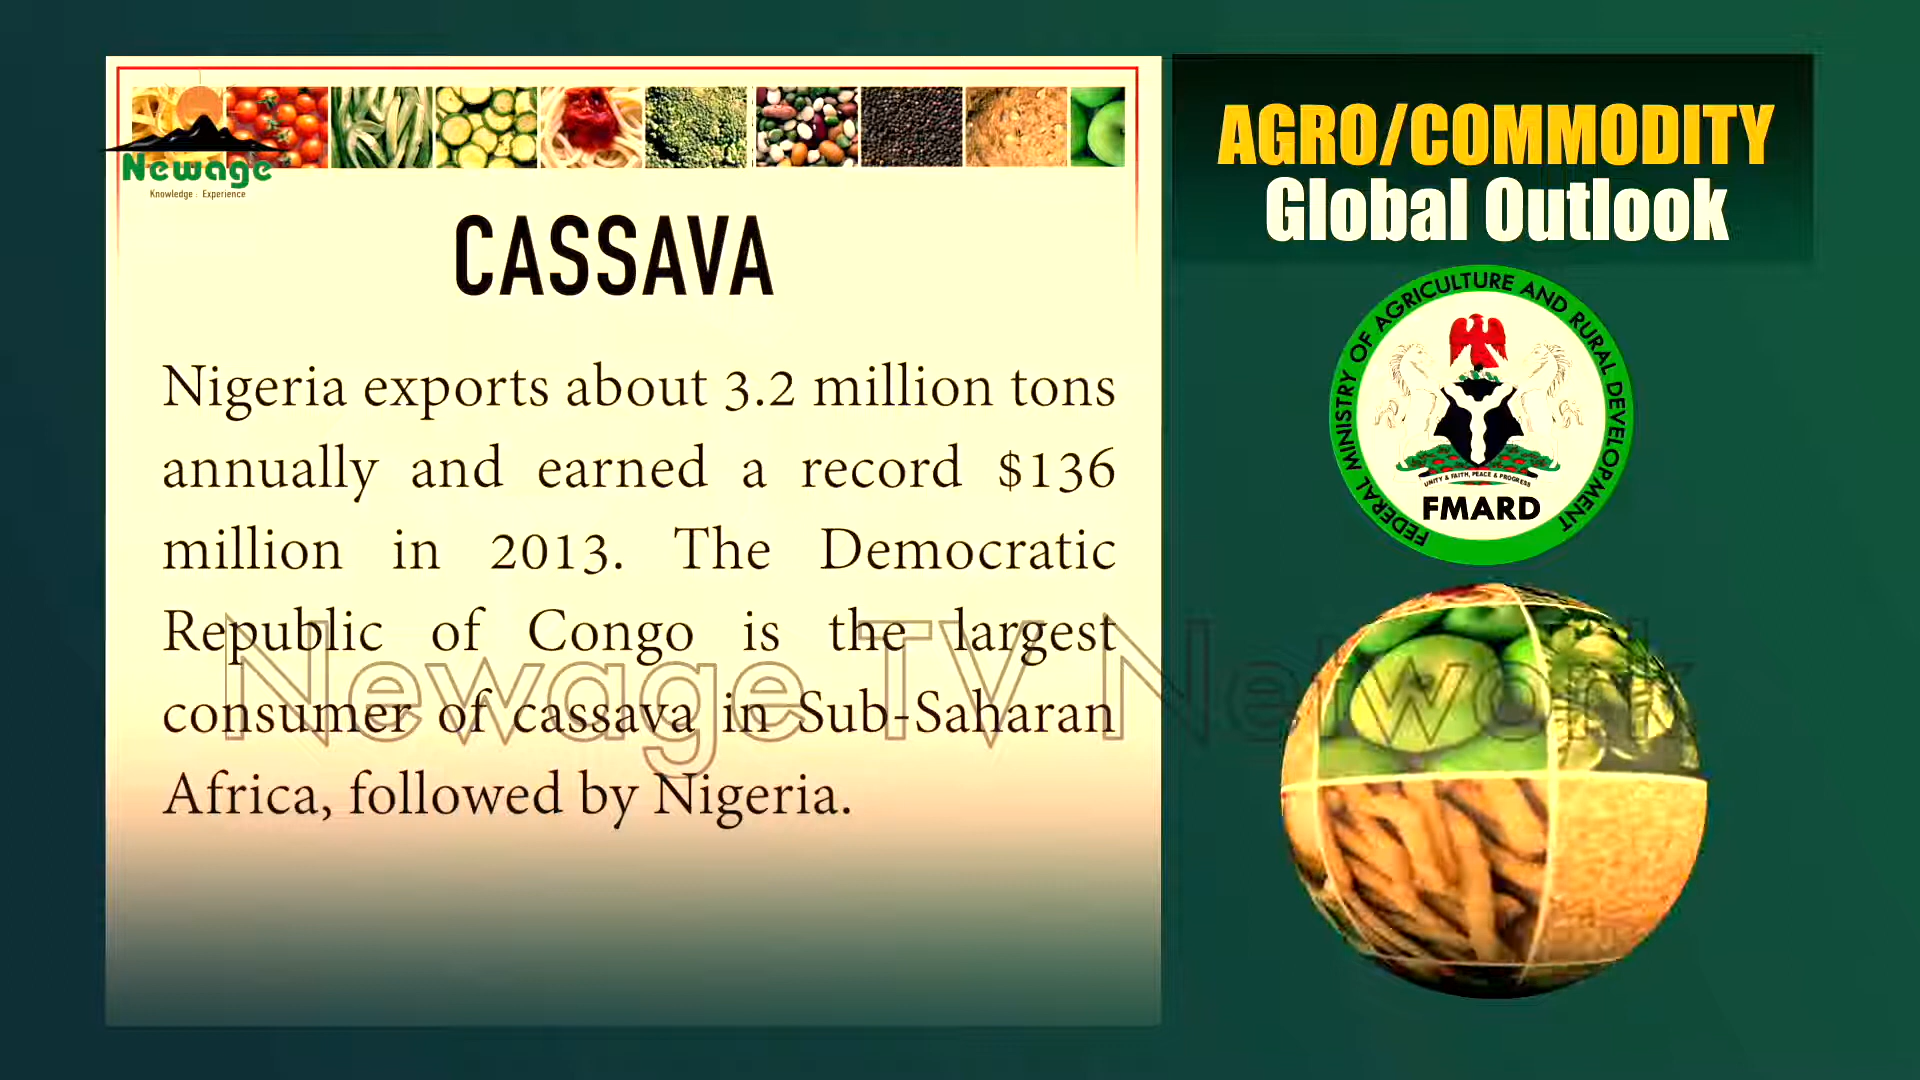 Newage
Knowledge : Experience
CASSAVA
Nigeria exports about 3.2 million tons
annually and earned a record $136
million in 2013. The Democratic
Republic of Congo is the largest
consumer of cassava in Sub-Saharan
Africa, followed by Nigeria.
Newage TV Network
AGRO/COMMODITY
Global Outlook
FEDERAL MINISTRY OF AGRICULTURE AND RURAL DEVELOPMENT
UNITY & FAITH, PEACE & PROGRESS
FMARD